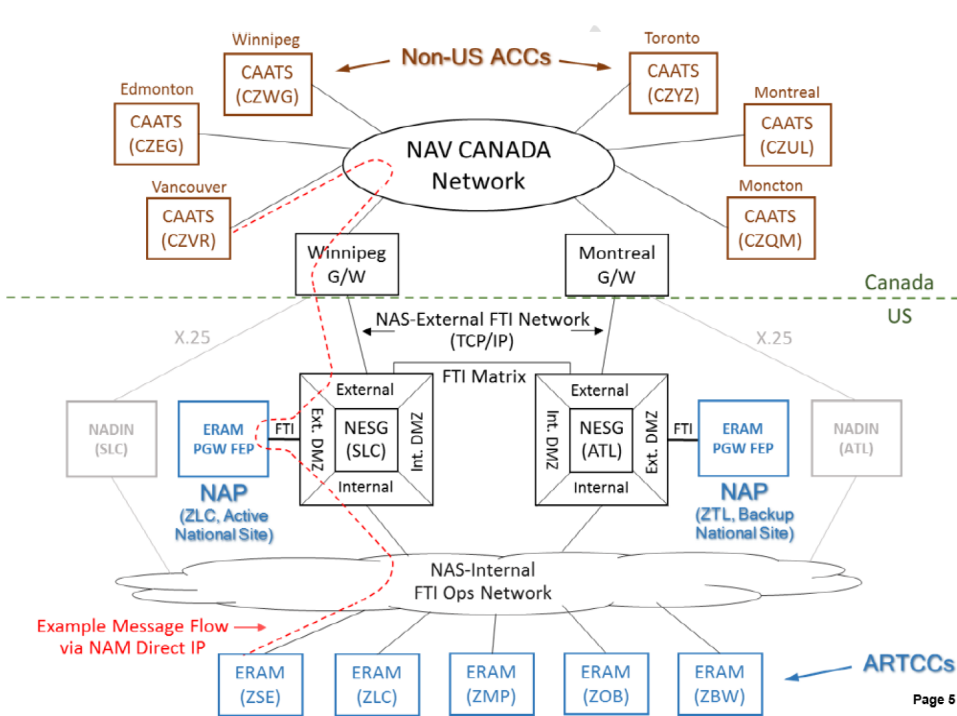 Winnipeg
Non-US ACCs
Toronto
CAATS
(CZWG)
CAATS
(CZYZ)
Edmonton
Montreal
CAATS
(CZEG)
CAATS
(CZUL)
NAV CANADA
Network
Vancouver
Moncton
CAATS
(CZVR)
CAATS
(CZQM)
Winnipeg
G/W
Montreal
G/W
Canada
US
X.25
NAS-External FTI Network
(TCP/IP)
X.25
FTI Matrix
NADIN
(SLC)
ERAM
PGW FEP
FTI
External
Ext. DMZ
NESG
(SLC)
Int. DMZ
Internal
External
Int. DMZ
NESG
(ATL)
Ext. DMZ
Internal
FTI
ERAM
PGW FEP
NADIN
(ATL)
NAP
(ZLC, Active
National Site)
NAP
(ZTL, Backup
National Site)
NAS-Internal
FTI Ops Network
Example Message Flow
via NAM Direct IP
ERAM
(ZSE)
ERAM
(ZLC)
ERAM
(ZMP)
ERAM
(ZOB)
ERAM
(ZBW)
ARTCCs
Page 5